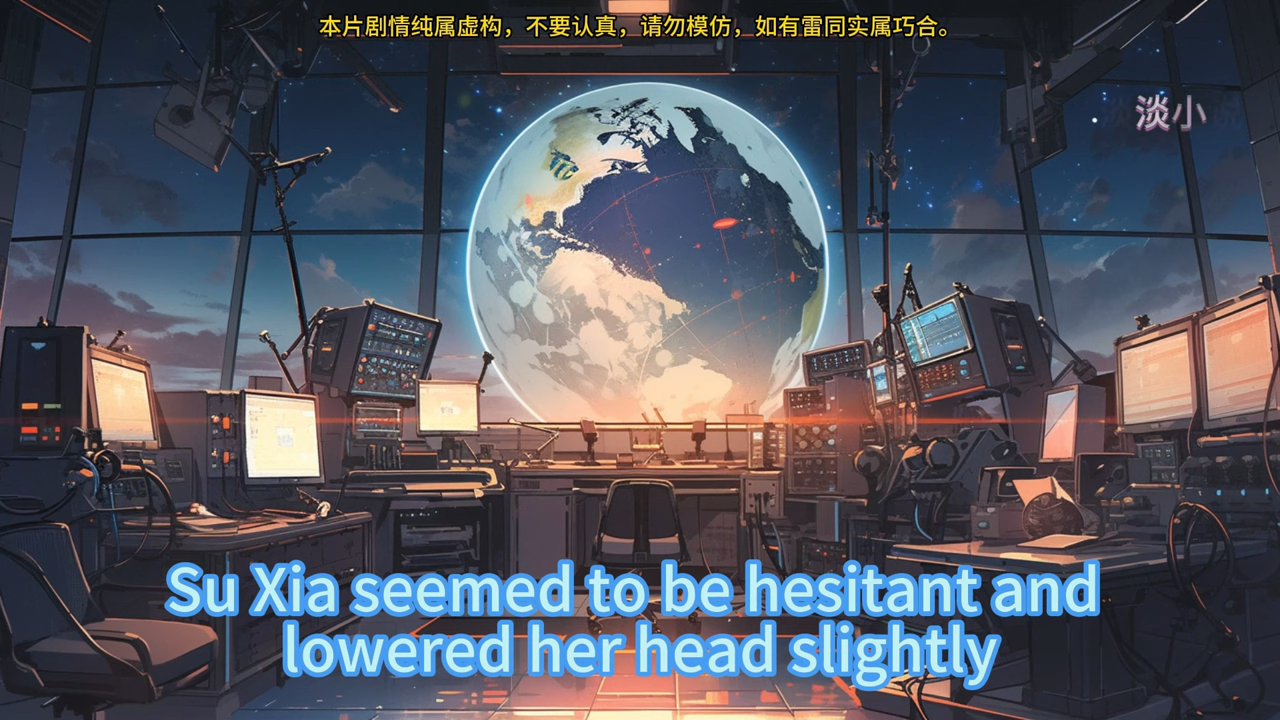 本片剧情纯属虚构，不要认真，请勿模仿，如有雷同实属巧合。
淡小
Su Xia seemed to be hesitant and
lowered her head slightly